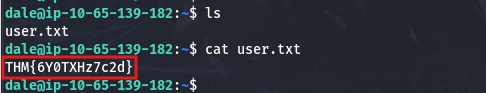 dale@ip-10-65-139-182:~$ ls
user.txt
dale@ip-10-65-139-182:~$ cat user.txt
THM{6Y0TXHz7c2d}
dale@ip-10-65-139-182:~$